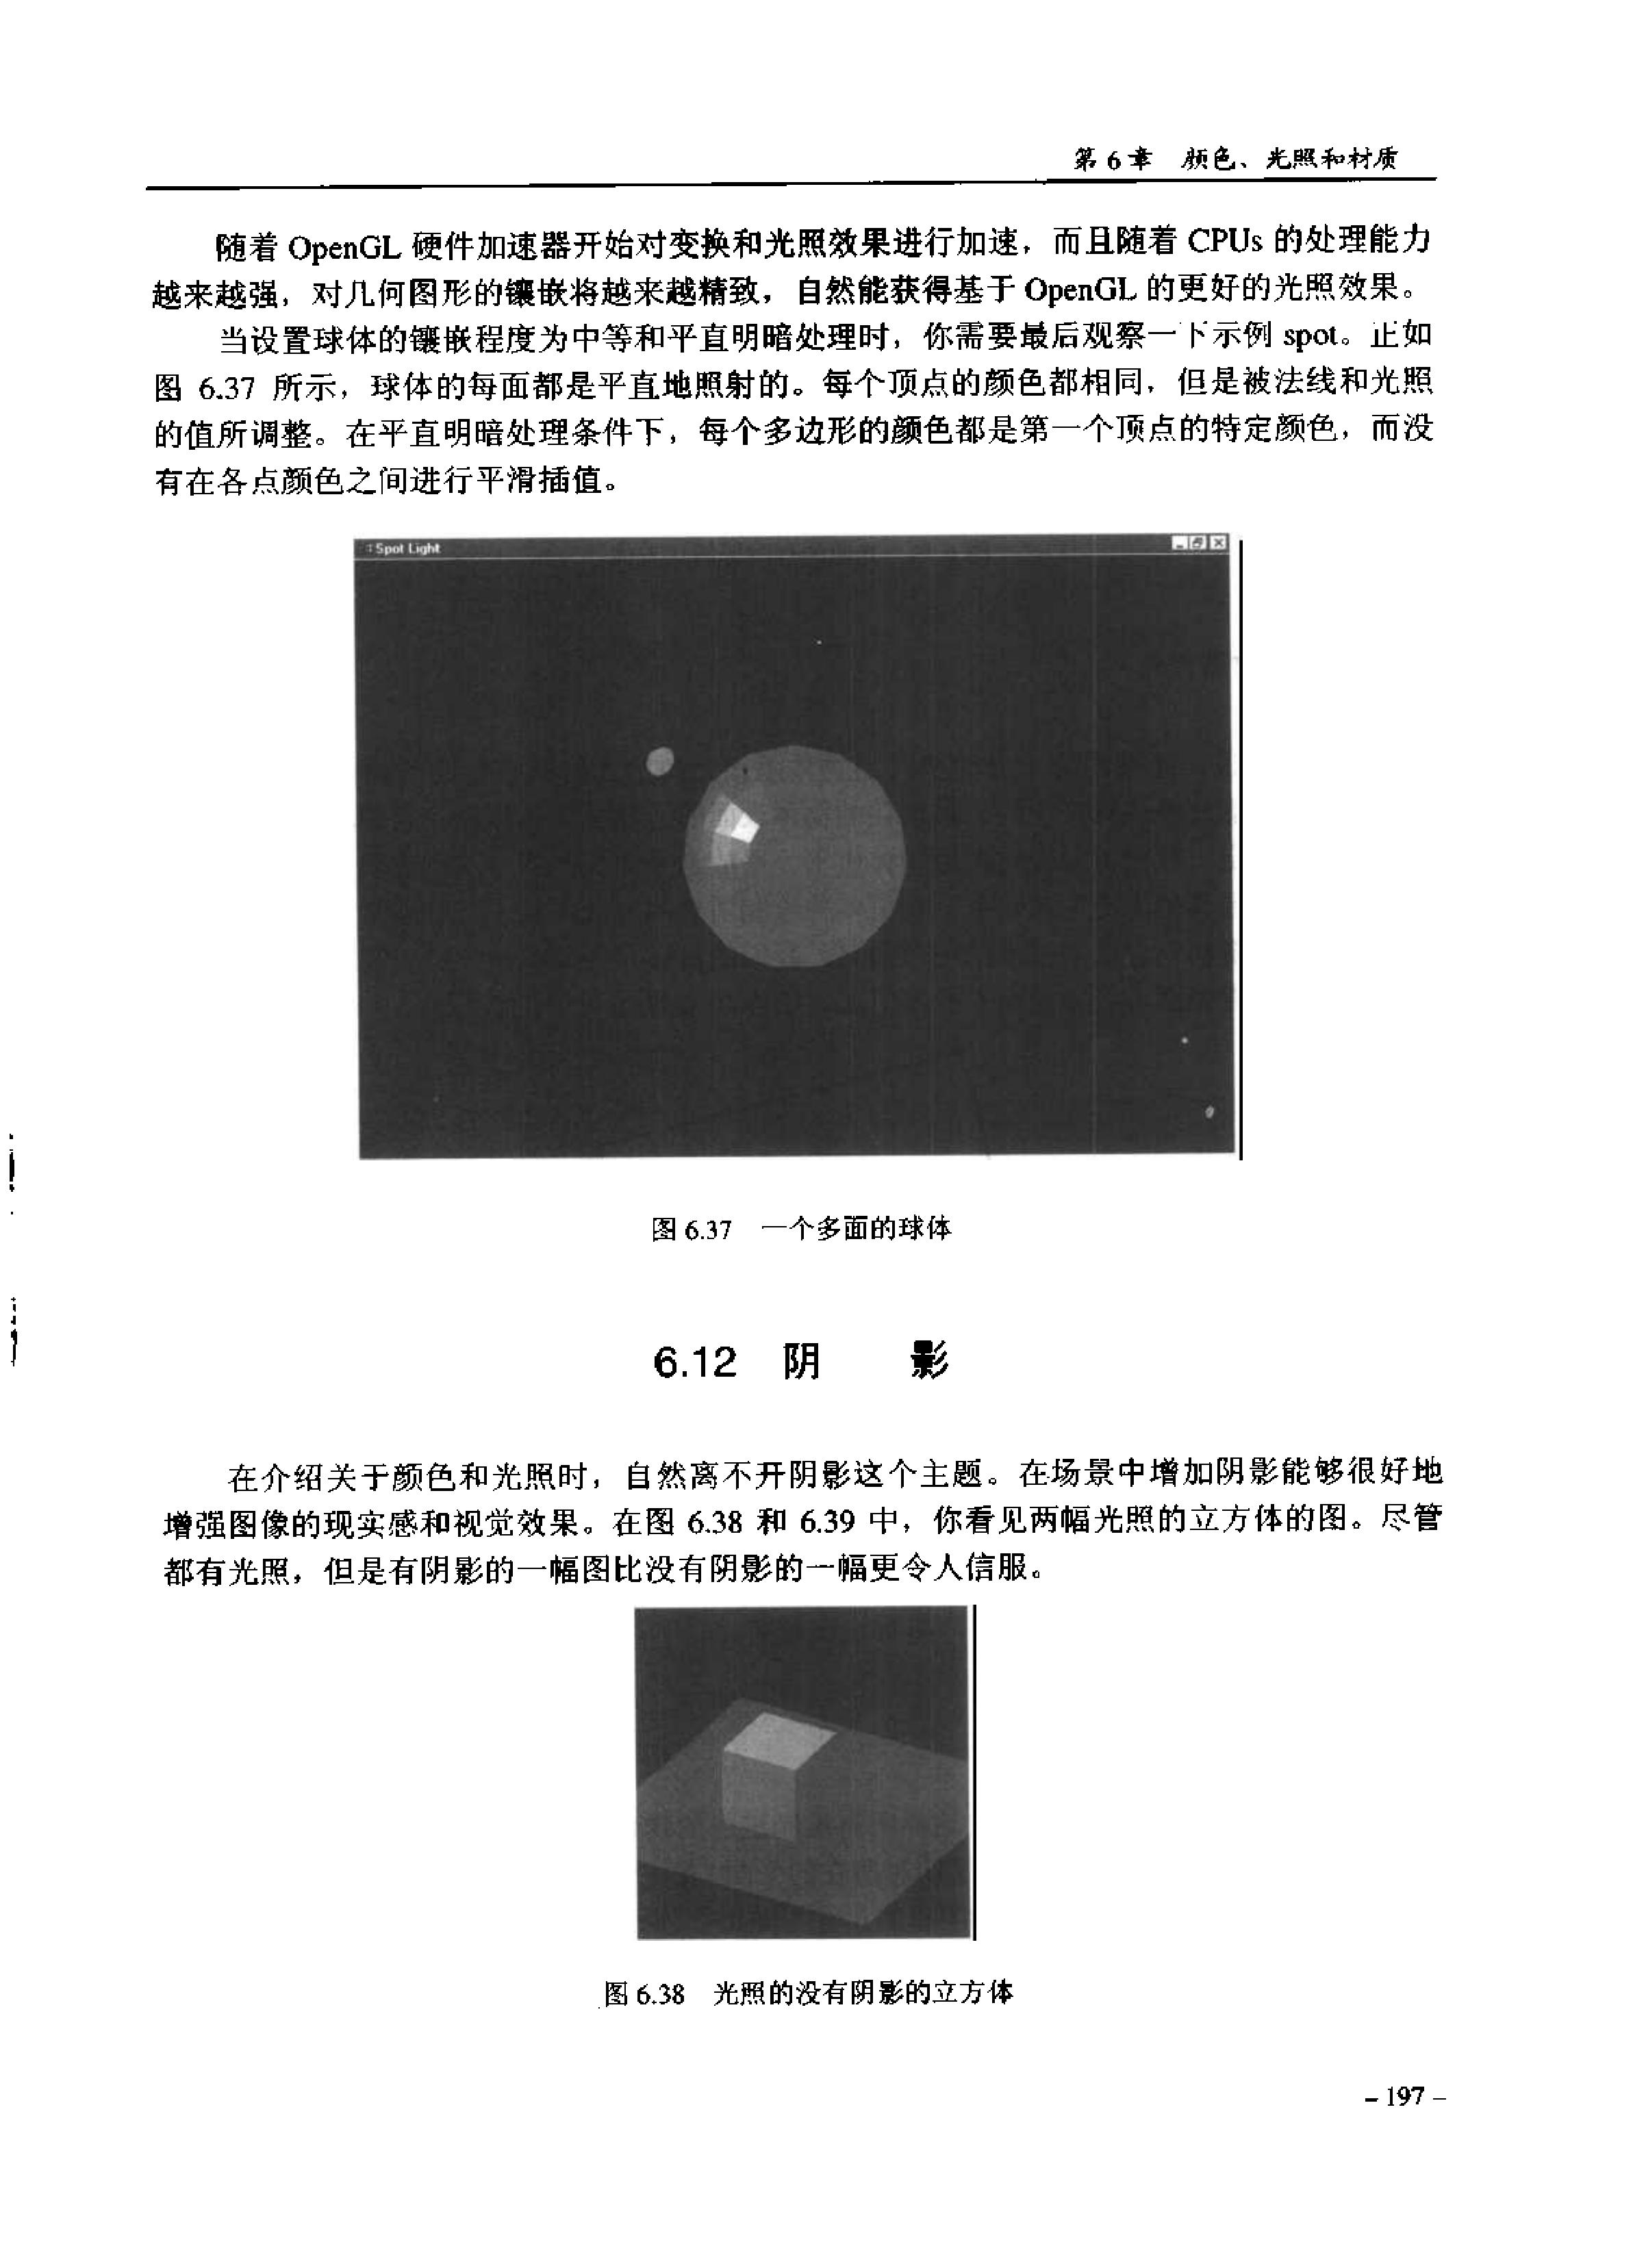 第 6 章　颜色、光照和材质
随着 OpenGL 硬件加速器开始对变换和光照效果进行加速，而且随着 CPUs 的处理能力
越来越强，对几何图形的镶嵌将越来越精致，自然能获得基于 OpenGL 的更好的光照效果。
当设置球体的镶嵌程度为中等和平直明暗处理时，你需要最后观察一下示例 spot。正如
图 6.37 所示，球体的每面都是平直地照射的。每个顶点的颜色都相同，但是被法线和光照
的值所调整。在平直明暗处理条件下，每个多边形的颜色都是第一个顶点的特定颜色，而没
有在各点颜色之间进行平滑插值。
Spot Light
图 6.37　一个多面的球体
6.12　阴　影
在介绍关于颜色和光照时，自然离不开阴影这个主题。在场景中增加阴影能够很好地
增强图像的现实感和视觉效果。在图 6.38 和 6.39 中，你看见两幅光照的立方体的图。尽管
都有光照，但是有阴影的一幅图比没有阴影的一幅更令人信服。
图 6.38　光照的没有阴影的立方体
– 197 –